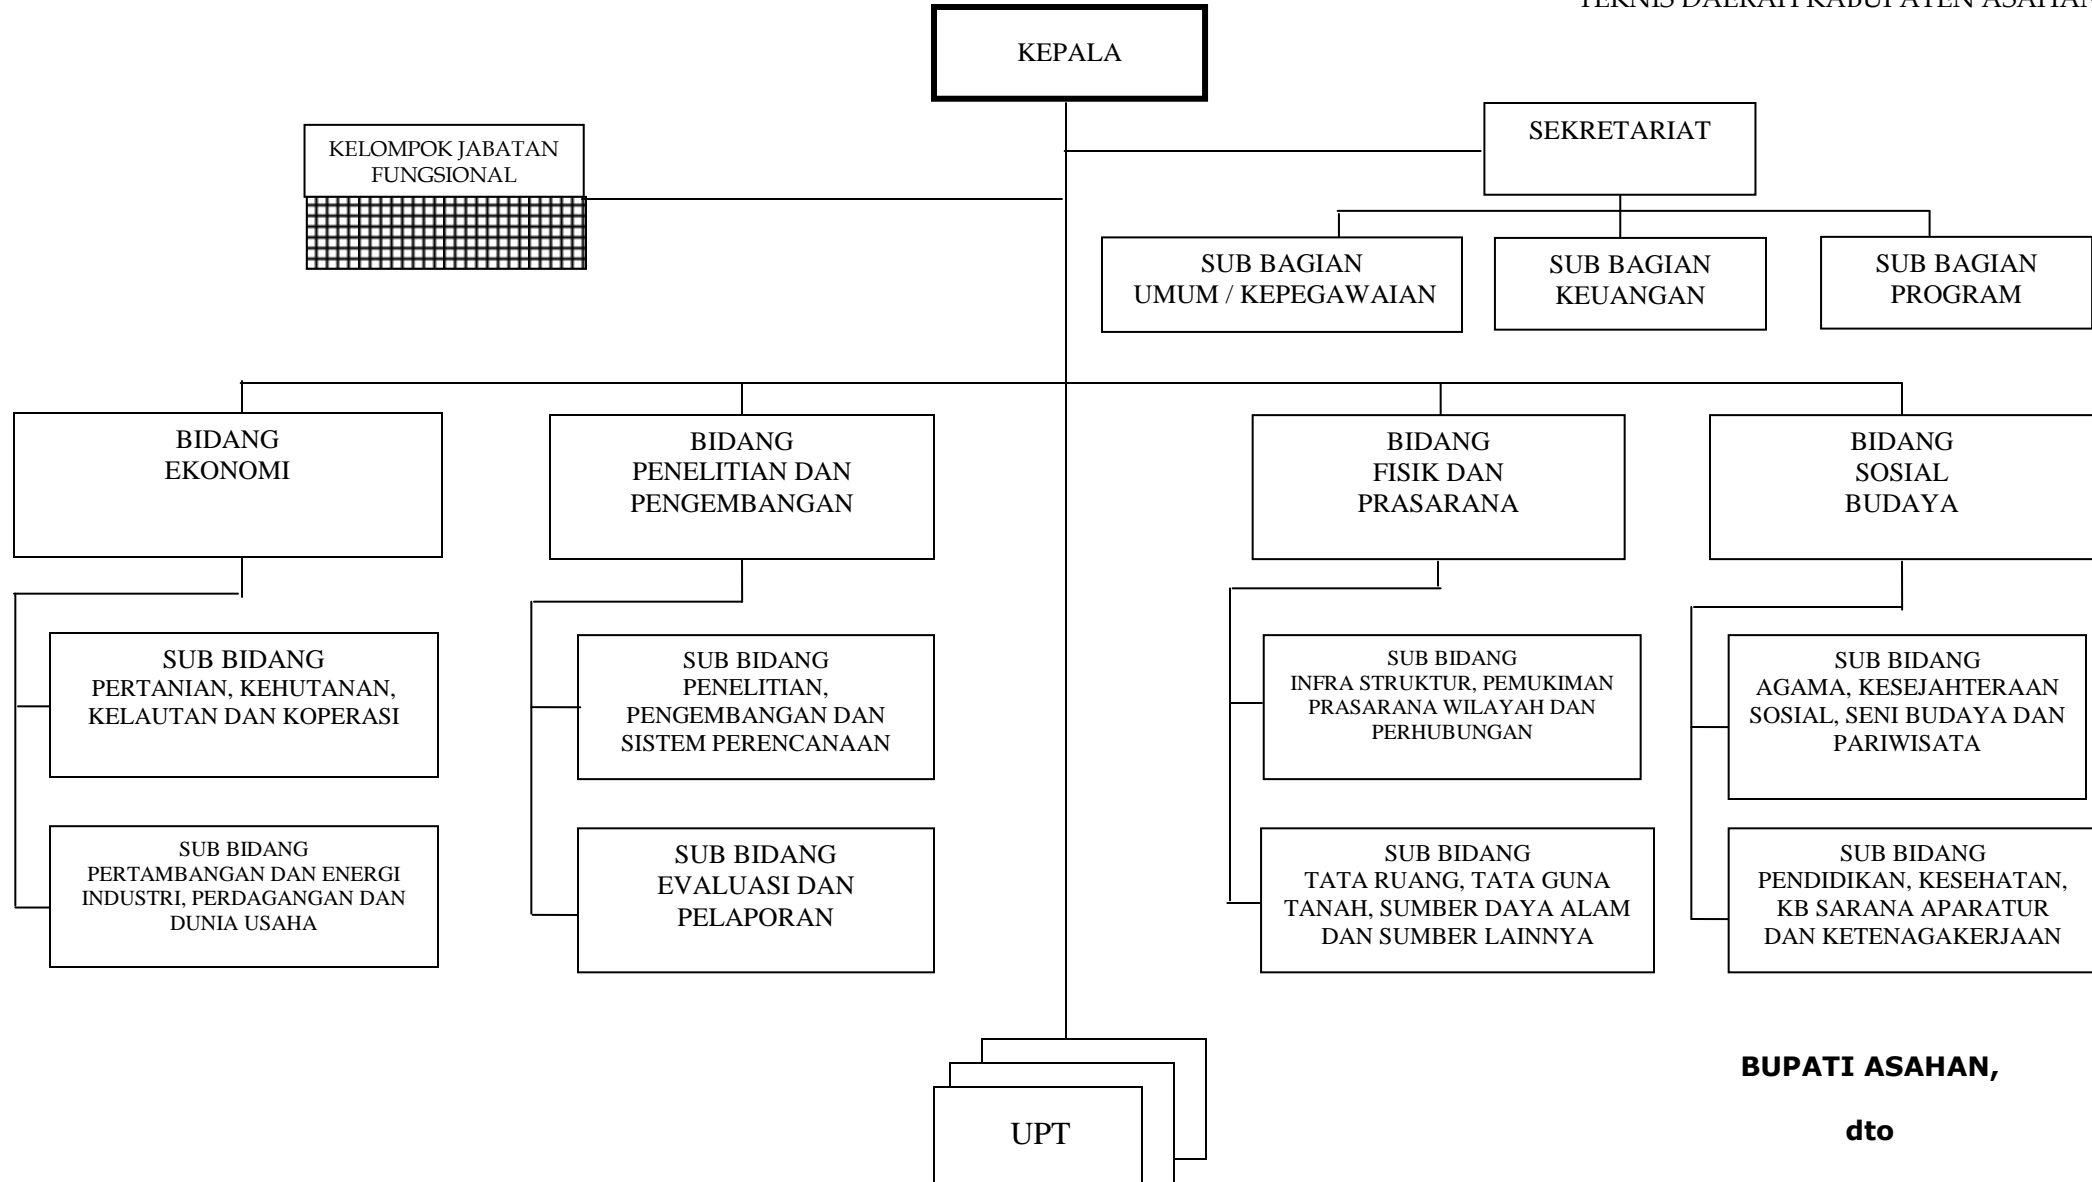 TEKNIS DAERAH KABUPATEN ASAHAN
KEPALA
SEKRETARIAT
KELOMPOK JABATAN
FUNGSIONAL
SUB BAGIAN
UMUM / KEPEGAWAIAN
SUB BAGIAN
KEUANGAN
SUB BAGIAN
PROGRAM
BIDANG
EKONOMI
BIDANG
PENELITIAN DAN
PENGEMBANGAN
BIDANG
FISIK DAN
PRASARANA
BIDANG
SOSIAL
BUDAYA
SUB BIDANG
PERTANIAN, KEHUTANAN,
KELAUTAN DAN KOPERASI
SUB BIDANG
PENELITIAN,
PENGEMBANGAN DAN
SISTEM PERENCANAAN
SUB BIDANG
INFRA STRUKTUR, PEMUKIMAN
PRASARANA WILAYAH DAN
PERHUBUNGAN
SUB BIDANG
AGAMA, KESEJAHTERAAN
SOSIAL, SENI BUDAYA DAN
PARIWISATA
SUB BIDANG
PERTAMBANGAN DAN ENERGI
INDUSTRI, PERDAGANGAN DAN
DUNIA USAHA
SUB BIDANG
EVALUASI DAN
PELAPORAN
SUB BIDANG
TATA RUANG, TATA GUNA
TANAH, SUMBER DAYA ALAM
DAN SUMBER LAINNYA
SUB BIDANG
PENDIDIKAN, KESEHATAN,
KB SARANA APARATUR
DAN KETENAGAKERJAAN
BUPATI ASAHAN,
UPT
dto